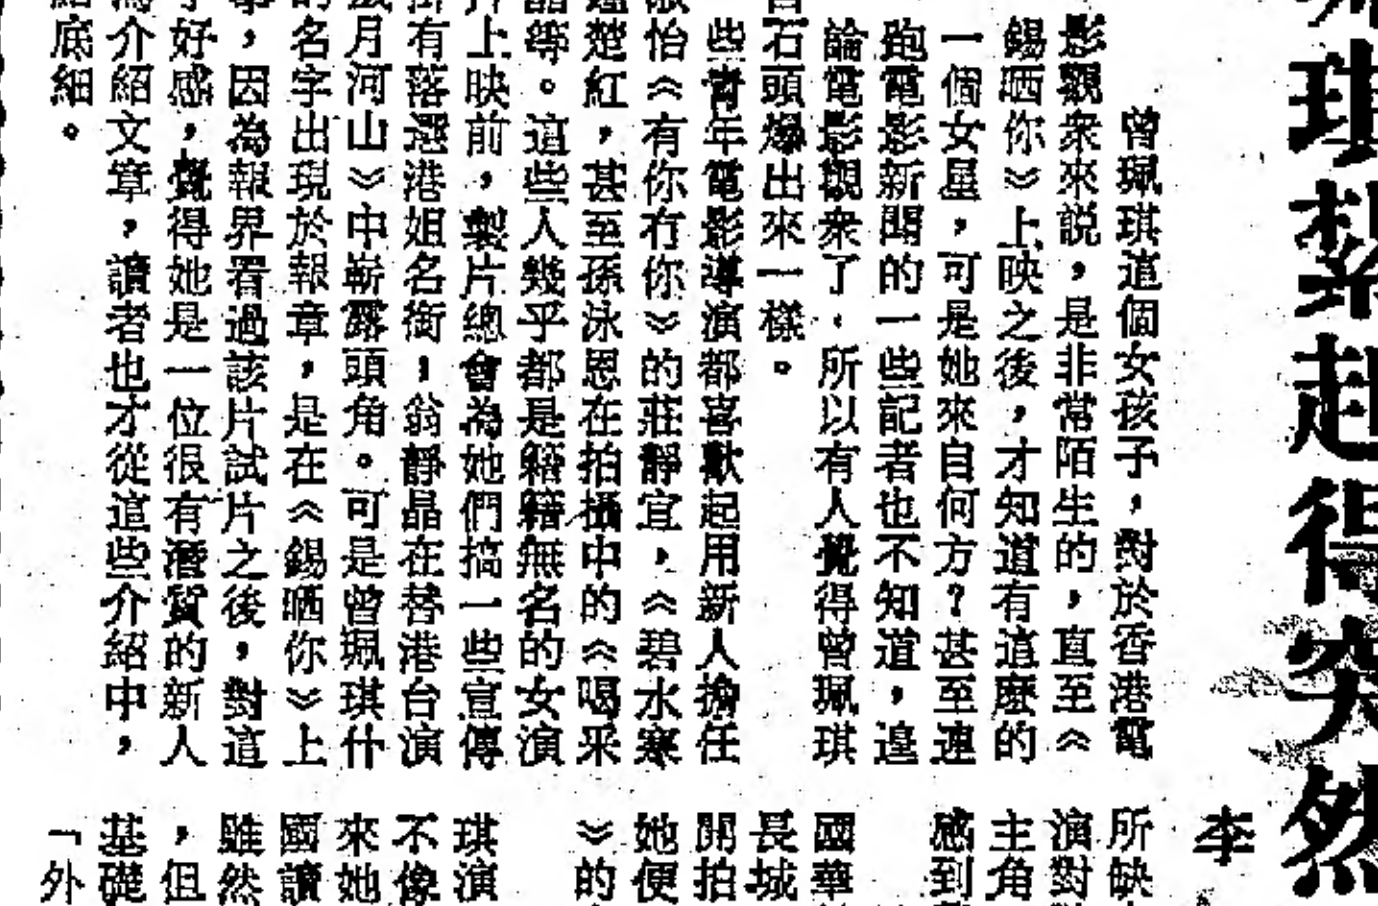 琪紮起得突然
李
曾珮琪這個女孩子，對於香港電
影觀衆來説，是非常陌生的，直至《
錫晒你》上映之後，才知道有這麽的
一個女星，可是她來自何方？甚至連
跑電影新聞的一些記者也不知道，遑
論電影觀衆了，所以有人覺得曾珮琪
石頭爆出來一樣。
些青年電影導演都喜歡起用新人擔任
怡《有你冇你》的莊靜宜，《碧水寒
楚紅，甚至孫泳恩在拍攝中的《喝采
等。這些人幾乎都是籍籍無名的女演
上映前，製片總會為她們搞一些宣傳
有落選港姐名銜，翁靜晶在替港台演
月河山》中嶄露頭角。可是曾珮琪什
名字出現於報章，是在《錫晒你》上
，因為報界看過該片試片之後，對這
好感，覺得她是一位很有潛質的新人
介紹文章，讀者也才從這些介紹中，
底細。
所缺
演對
主角
感到
國華
長城
開拍
她便
》的
琪演
不像
來她
國讀
雖然
，但
基礎
「外